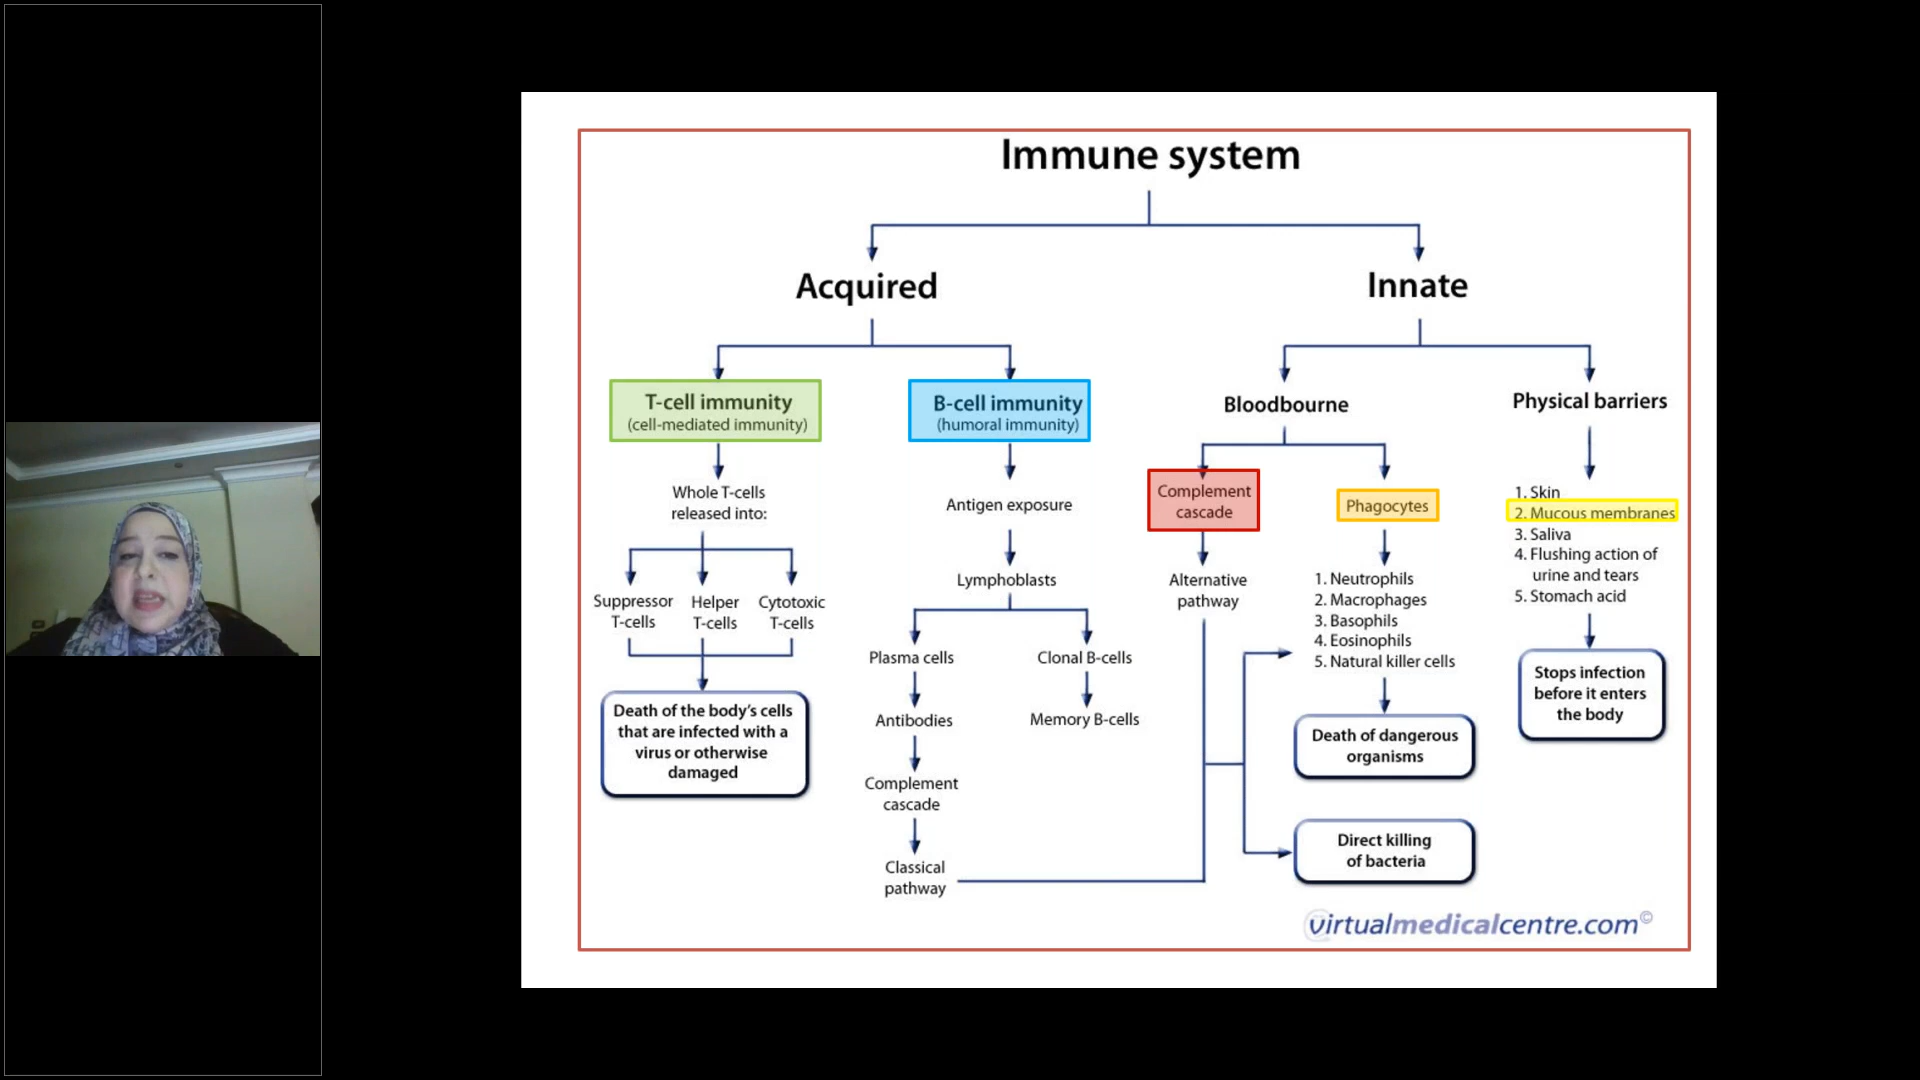 Immune system
Acquired
Innate
T-cell immunity
(cell-mediated immunity)
B-cell immunity
(humoral immunity)
Bloodbourne
Physical barriers
Whole T-cells
released into:
Antigen exposure
Complement
cascade
Phagocytes
1. Skin
2. Mucous membranes
3. Saliva
4. Flushing action of
urine and tears
5. Stomach acid
Suppressor
T-cells
Helper
T-cells
Cytotoxic
T-cells
Lymphoblasts
Alternative
pathway
1. Neutrophils
2. Macrophages
3. Basophils
4. Eosinophils
5. Natural killer cells
Plasma cells
Clonal B-cells
Stops infection
before it enters
the body
Death of the body's cells
that are infected with a
virus or otherwise
damaged
Antibodies
Memory B-cells
Death of dangerous
organisms
Complement
cascade
Direct killing
of bacteria
Classical
pathway
virtualmedicalcentre.com©